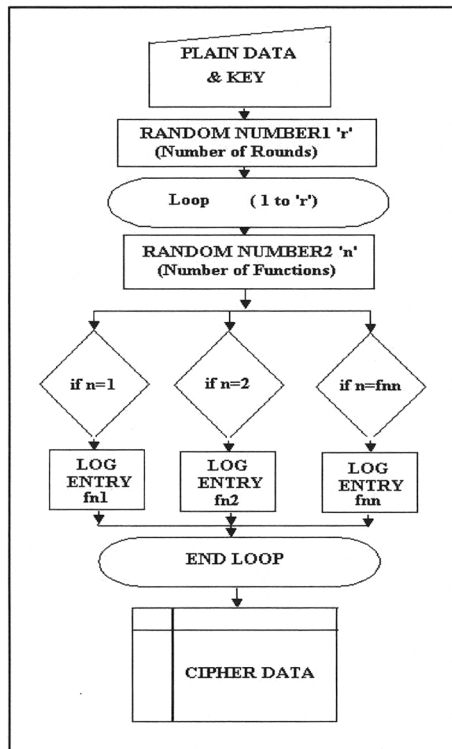 PLAIN DATA
& KEY
RANDOM NUMBER1 'r'
(Number of Rounds)
Loop ( 1 to 'r')
RANDOM NUMBER2 'n'
(Number of Functions)
if n=1
if n=2
if n=fnn
LOG
ENTRY
fn1
LOG
ENTRY
fn2
LOG
ENTRY
fnn
END LOOP
CIPHER DATA